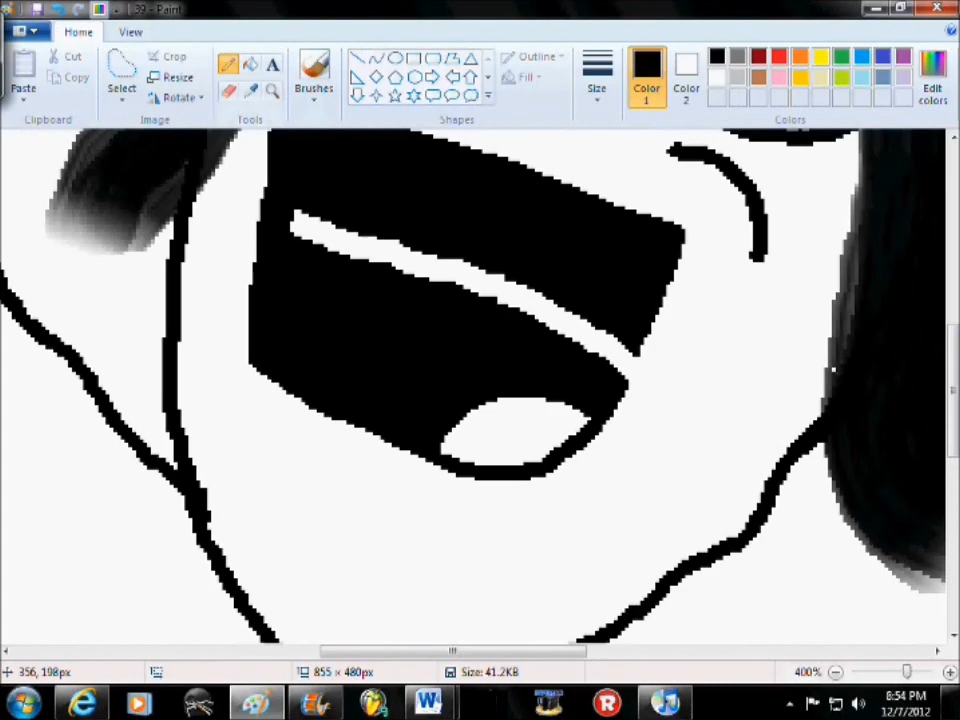 39 - Paint
Home View
Paste
Cut
Copy
Clipboard
Select
Crop
Resize
Rotate
Image
A
Tools
Brushes
Shapes
Outline
Fill
Size
Color 1
Color 2
Colors
Edit colors
356, 198px
855 × 480px
Size: 41.2KB
400%
W
R
8:54 PM
12/7/2012